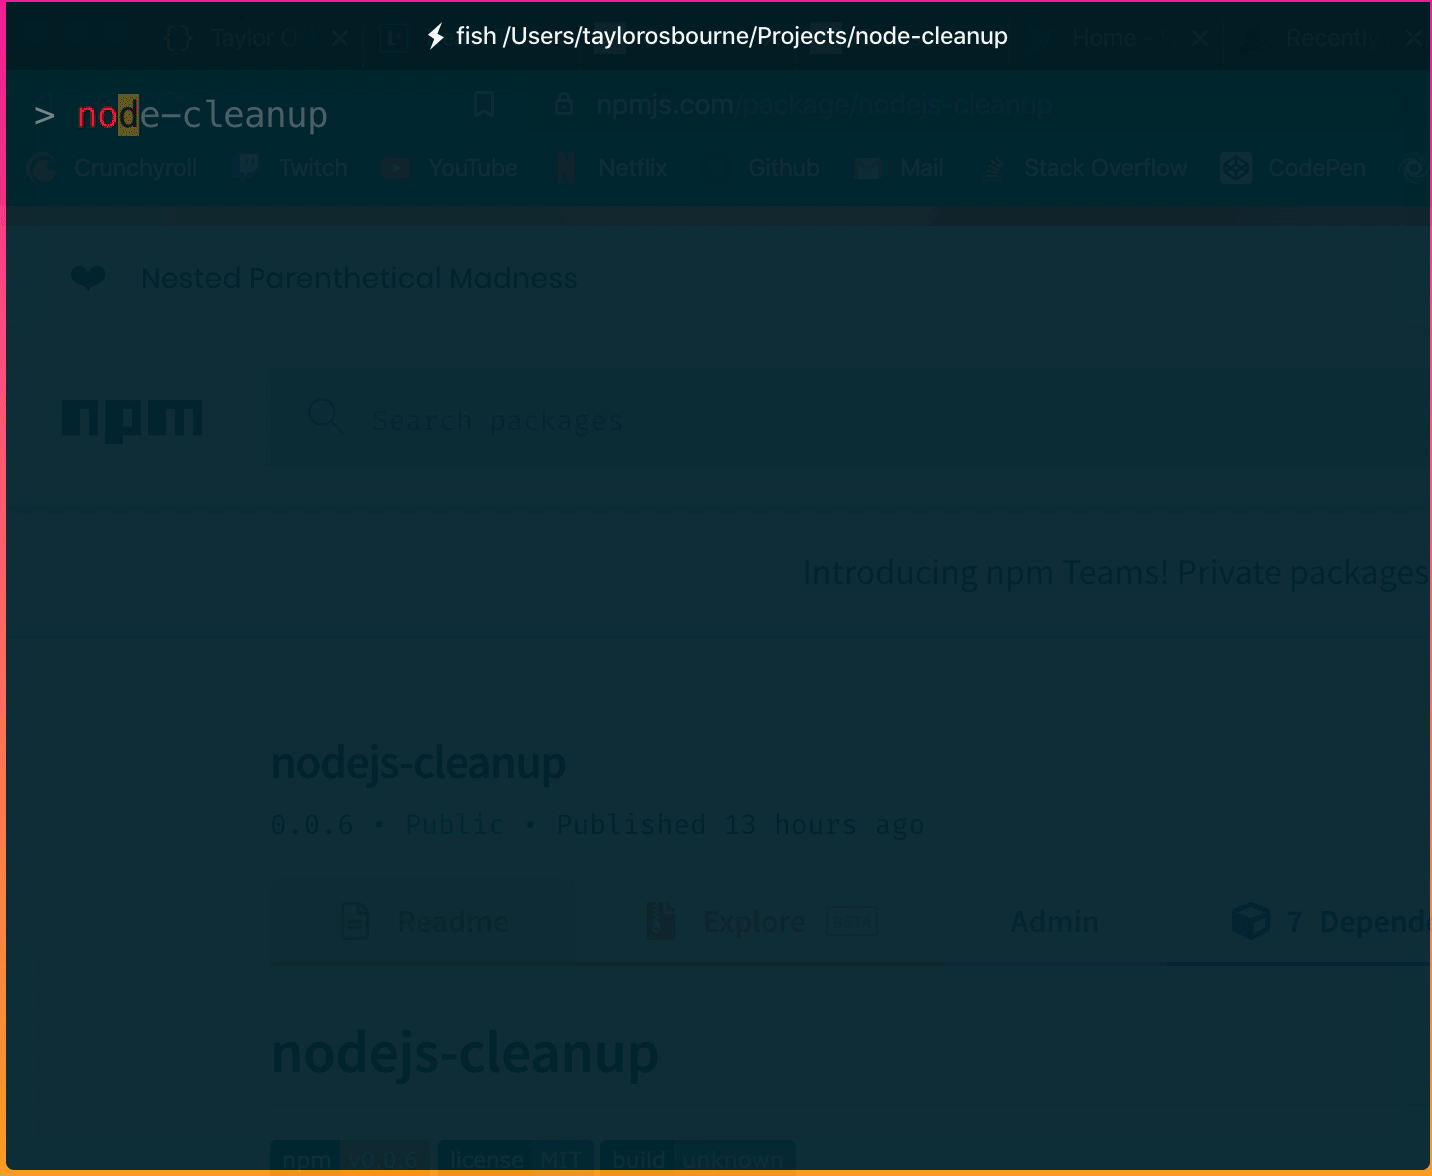 Taylor O
fish /Users/taylorosbourne/Projects/node-cleanup
Home -
Recently
> node-cleanup
npmjs.com/package/nodejs-cleanup
Crunchyroll Twitch YouTube Netflix Github Mail Stack Overflow CodePen
Nested Parenthetical Madness
npm
Search packages
Introducing npm Teams! Private packages
nodejs-cleanup
0.0.6 • Public • Published 13 hours ago
Readme Explore BETA Admin 7 Depende
nodejs-cleanup
npm v0.0.6 license MIT build unknown